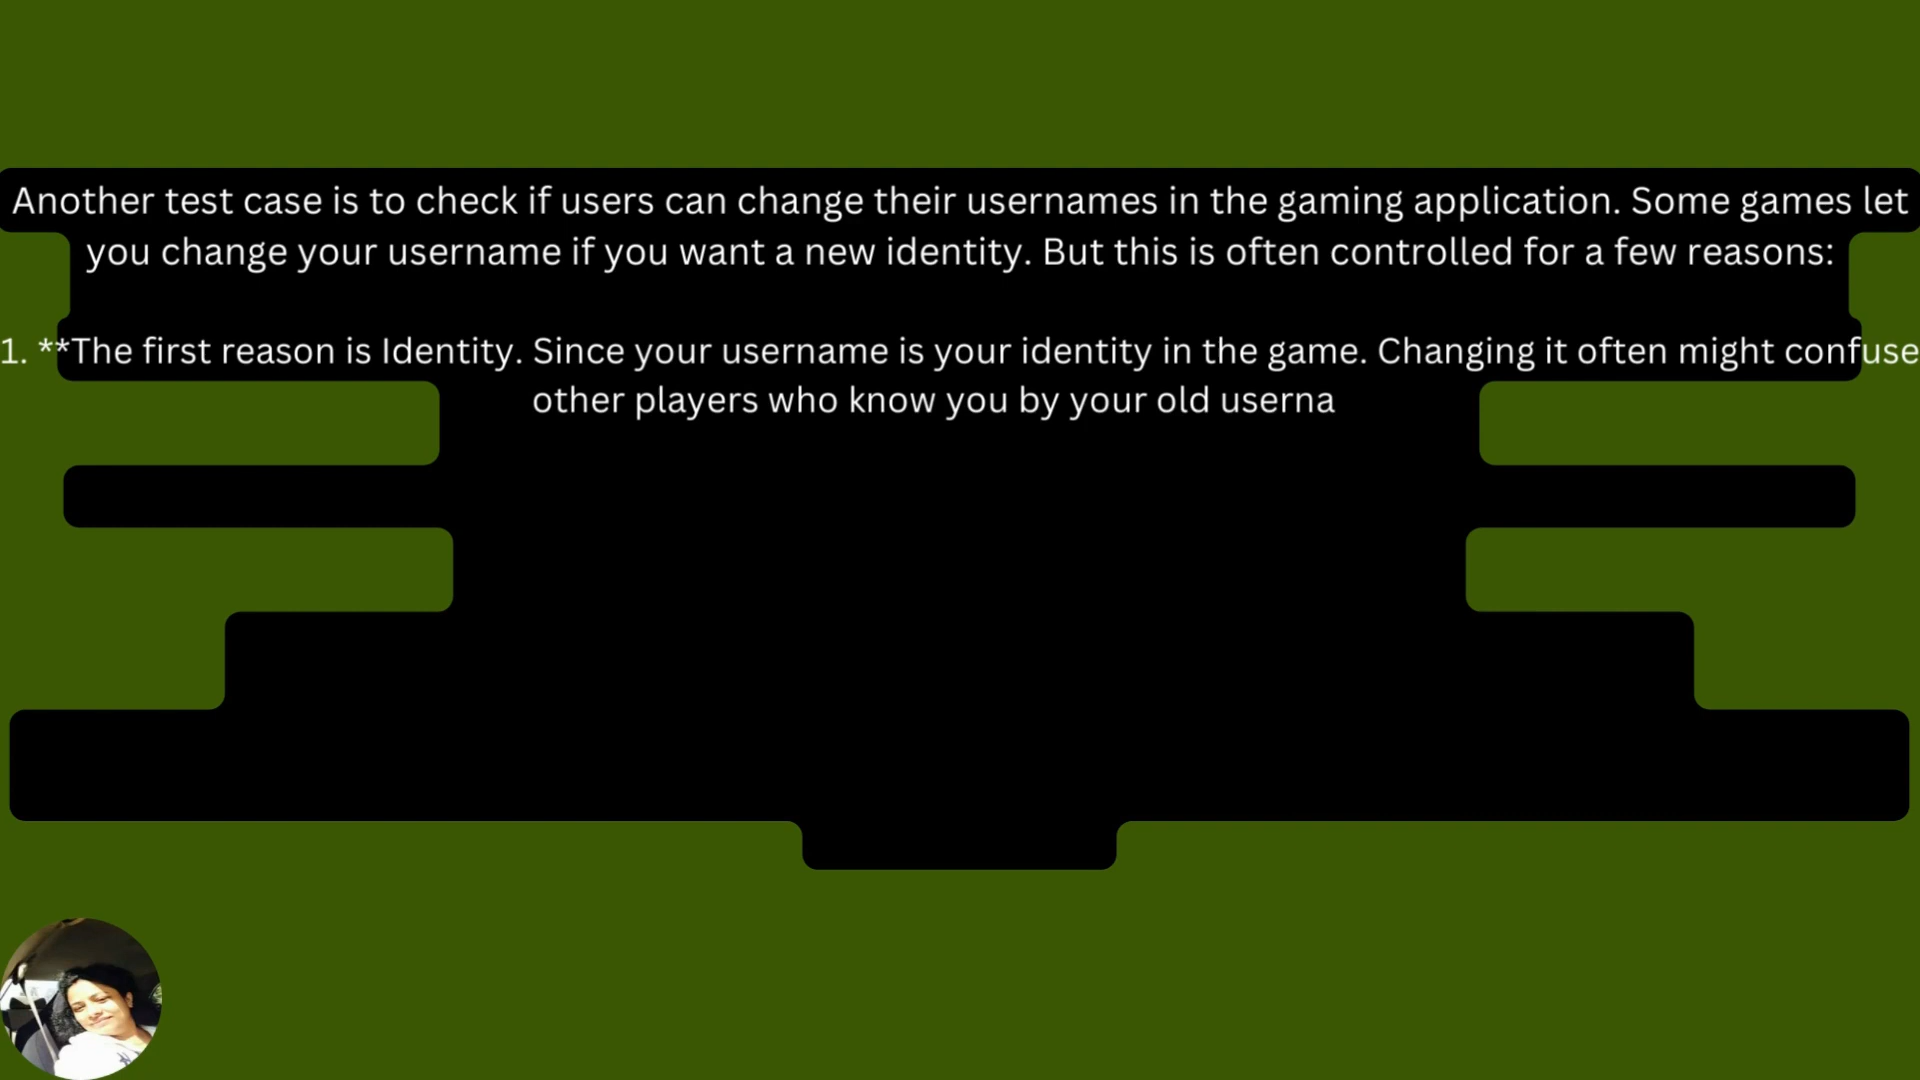 Another test case is to check if users can change their usernames in the gaming application. Some games let
you change your username if you want a new identity. But this is often controlled for a few reasons:
1. **The first reason is Identity. Since your username is your identity in the game. Changing it often might confuse
other players who know you by your old userna